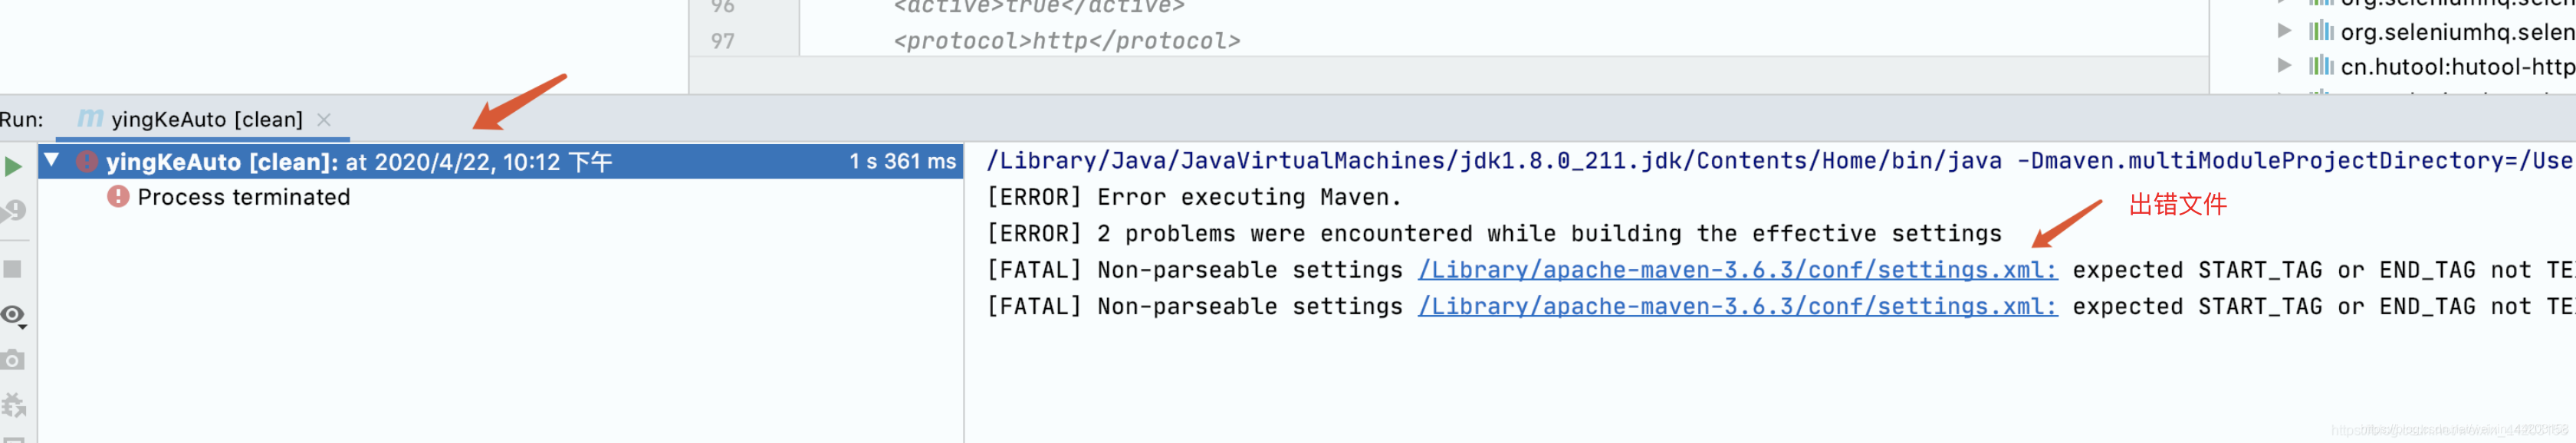 96
<active>true</active>
97
<protocol>http</protocol>
org.seleniumhq.selen
org.seleniumhq.selen
cn.hutool:hutool-http
Run:
yingKeAuto [clean]
yingKeAuto [clean]: at 2020/4/22, 10:12 下午
1 s 361 ms
Process terminated
/Library/Java/JavaVirtualMachines/jdk1.8.0_211.jdk/Contents/Home/bin/java -Dmaven.multiModuleProjectDirectory=/Use
[ERROR] Error executing Maven.
出错文件
[ERROR] 2 problems were encountered while building the effective settings
[FATAL] Non-parseable settings /Library/apache-maven-3.6.3/conf/settings.xml: expected START_TAG or END_TAG not TE
[FATAL] Non-parseable settings /Library/apache-maven-3.6.3/conf/settings.xml: expected START_TAG or END_TAG not TE